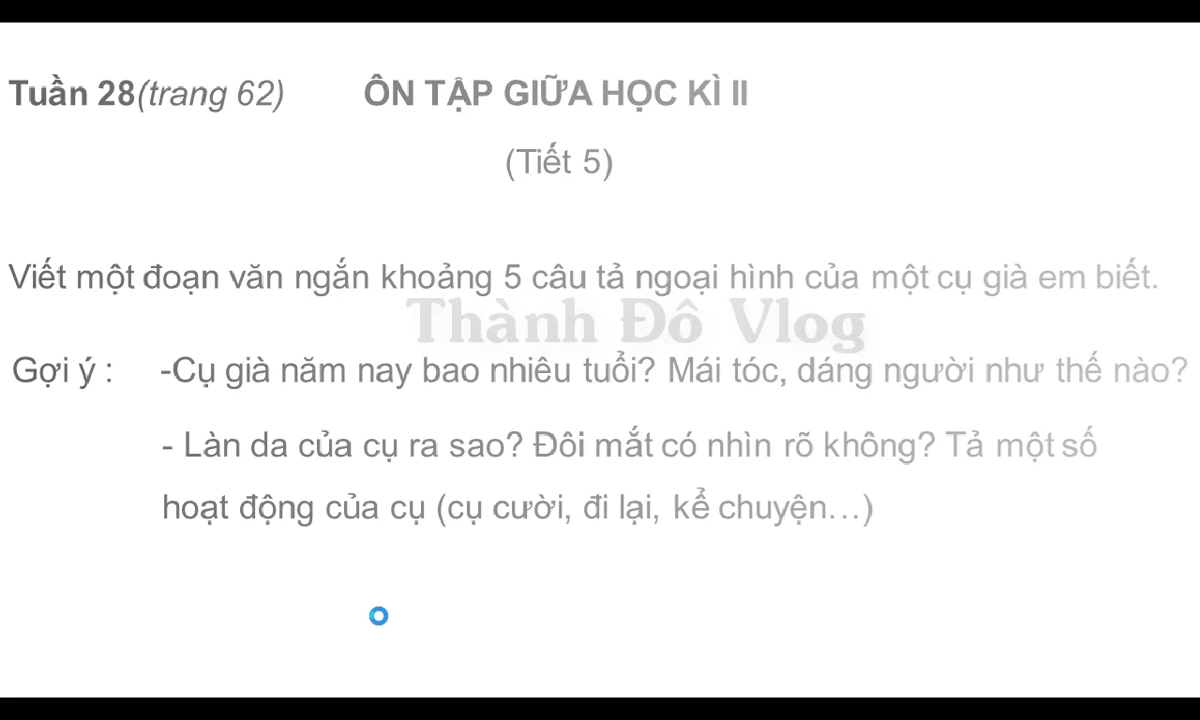 Tuần 28(trang 62) ÔN TẬP GIỮA HỌC KÌ II
(Tiết 5)
Viết một đoạn văn ngắn khoảng 5 câu tả ngoại hình của một cụ già em biết.
Thành Đô Vlog
Gợi ý : -Cụ già năm nay bao nhiêu tuổi? Mái tóc, dáng người như thế nào?
- Làn da của cụ ra sao? Đôi mắt có nhìn rõ không? Tả một số
hoạt động của cụ (cụ cười, đi lại, kể chuyện...)